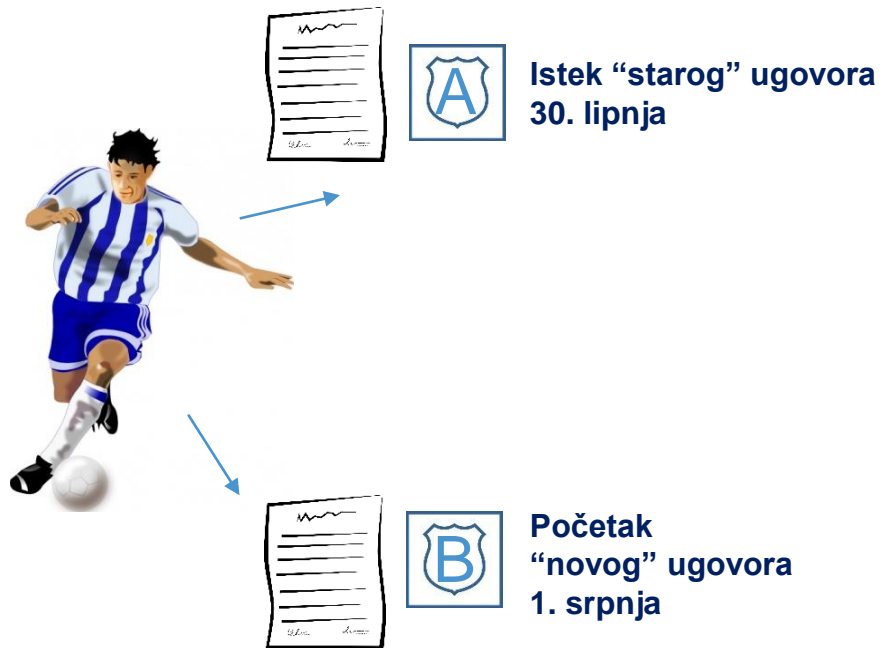 A
Istek “starog” ugovora
30. lipnja
B
Početak
“novog” ugovora
1. srpnja